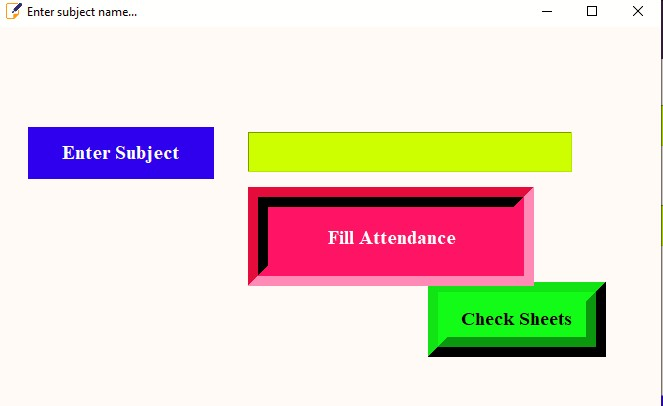 Enter subject name...
Enter Subject
Fill Attendance
Check Sheets